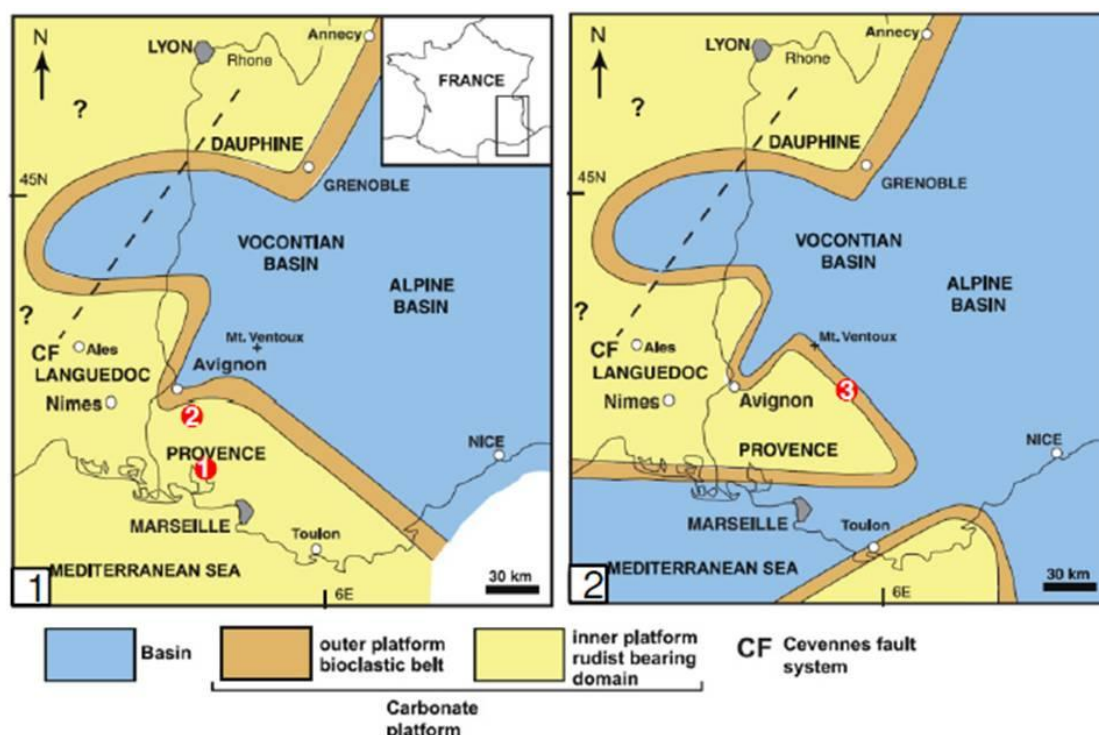 N
LYON
Annecy
Rhone
?
FRANCE
DAUPHINE
45N
GRENOBLE
VOCONTIAN
BASIN
ALPINE
BASIN
?
Mt. Ventoux
CF
Ales
Avignon
LANGUEDOC
Nimes
2
PROVENCE
1
NICE
MARSEILLE
Toulon
MEDITERRANEAN SEA
1
30 km
6E
N
LYON
Annecy
Rhone
?
DAUPHINE
45N
GRENOBLE
VOCONTIAN
BASIN
ALPINE
BASIN
?
Mt. Ventoux
CF
Ales
LANGUEDOC
3
Nimes
Avignon
PROVENCE
NICE
MARSEILLE
Toulon
MEDITERRANEAN SEA
2
30 km
6E
Basin
outer platform
bioclastic belt
inner platform
rudist bearing
domain
CF Cevennes fault
system
Carbonate
platform